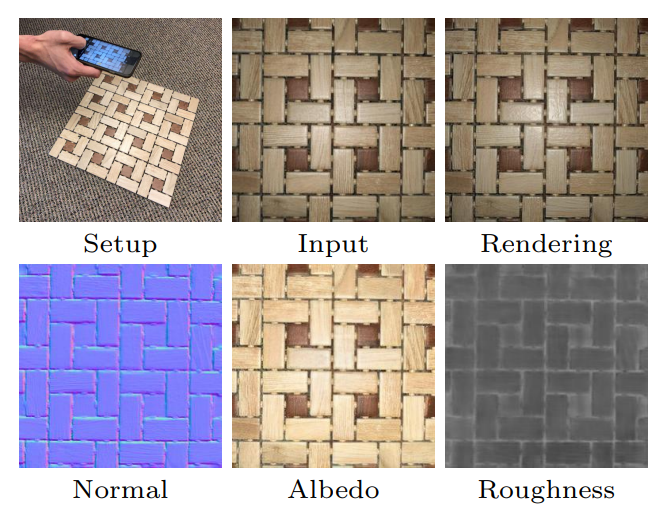 Setup
Input
Rendering
Normal
Albedo
Roughness